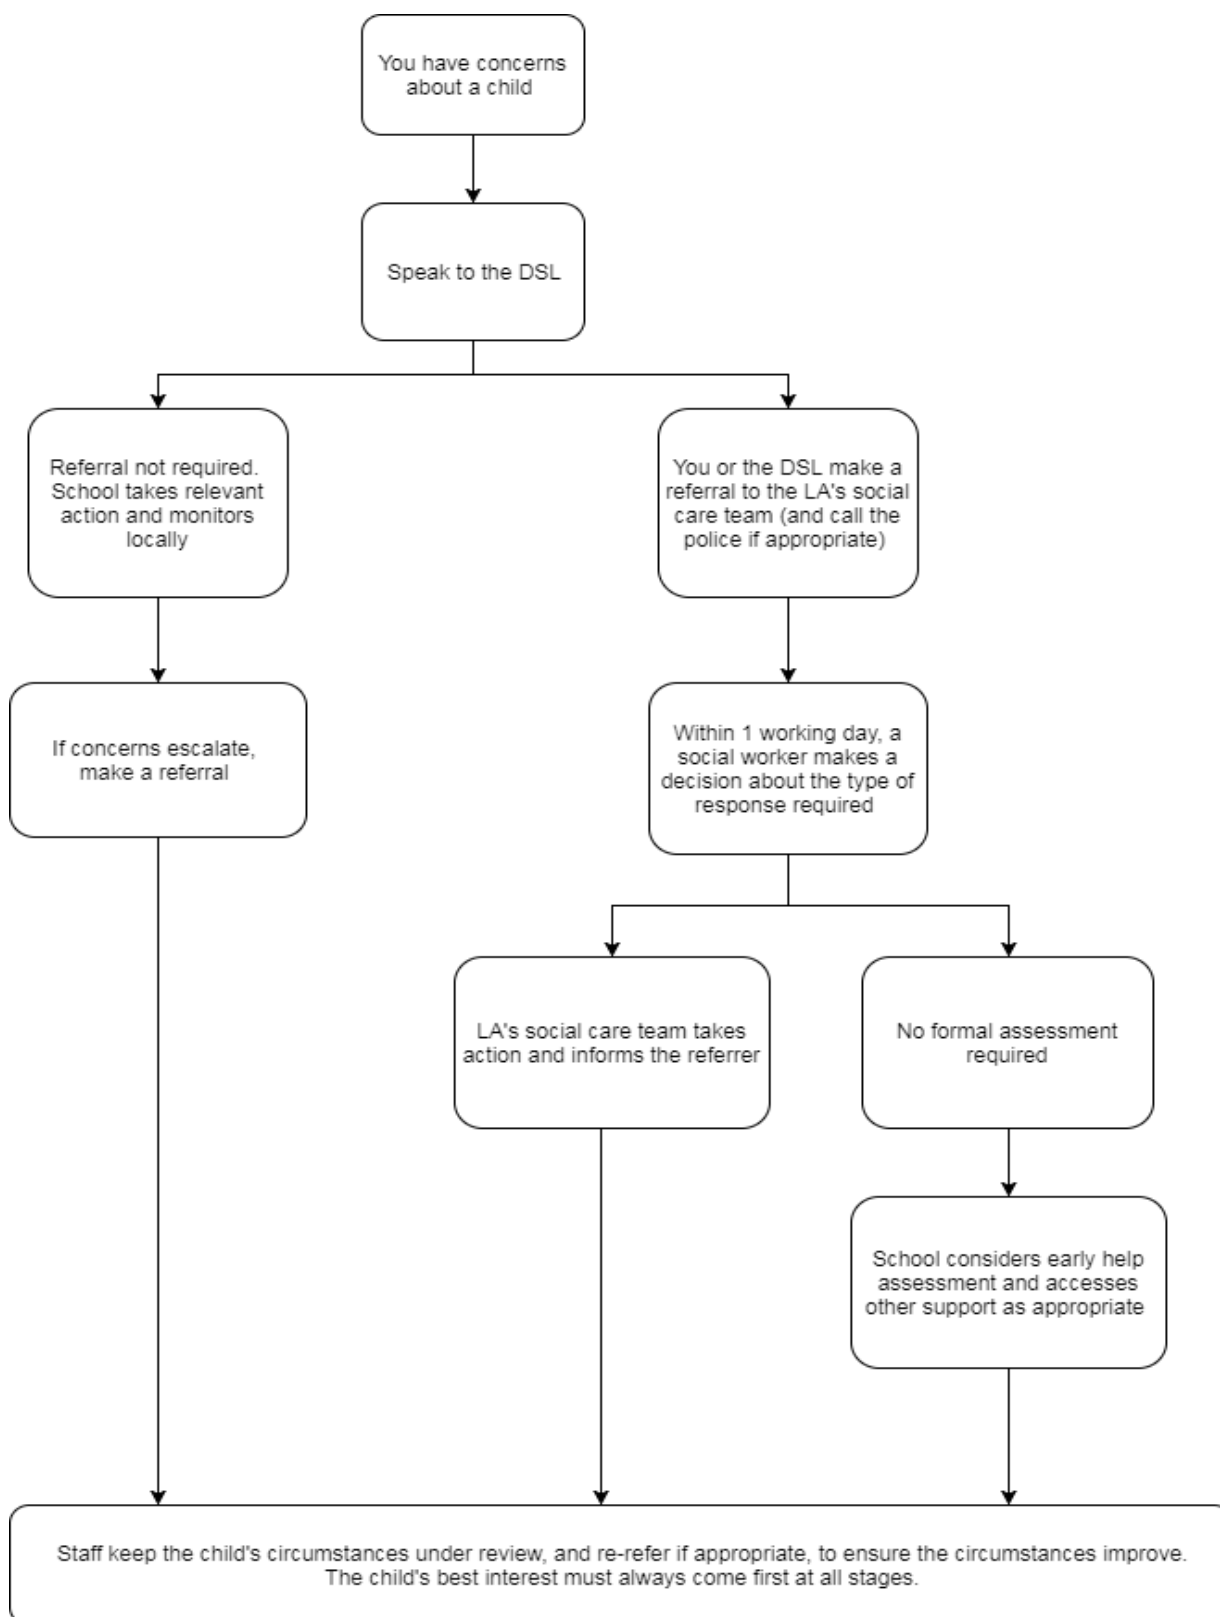 You have concerns
about a child
Speak to the DSL
Referral not required.
School takes relevant
action and monitors
locally
You or the DSL make a
referral to the LA's social
care team (and call the
police if appropriate)
If concerns escalate,
make a referral
Within 1 working day, a
social worker makes a
decision about the type of
response required
LA's social care team takes
action and informs the referrer
No formal assessment
required
School considers early help
assessment and accesses
other support as appropriate
Staff keep the child's circumstances under review, and re-refer if appropriate, to ensure the circumstances improve.
The child's best interest must always come first at all stages.